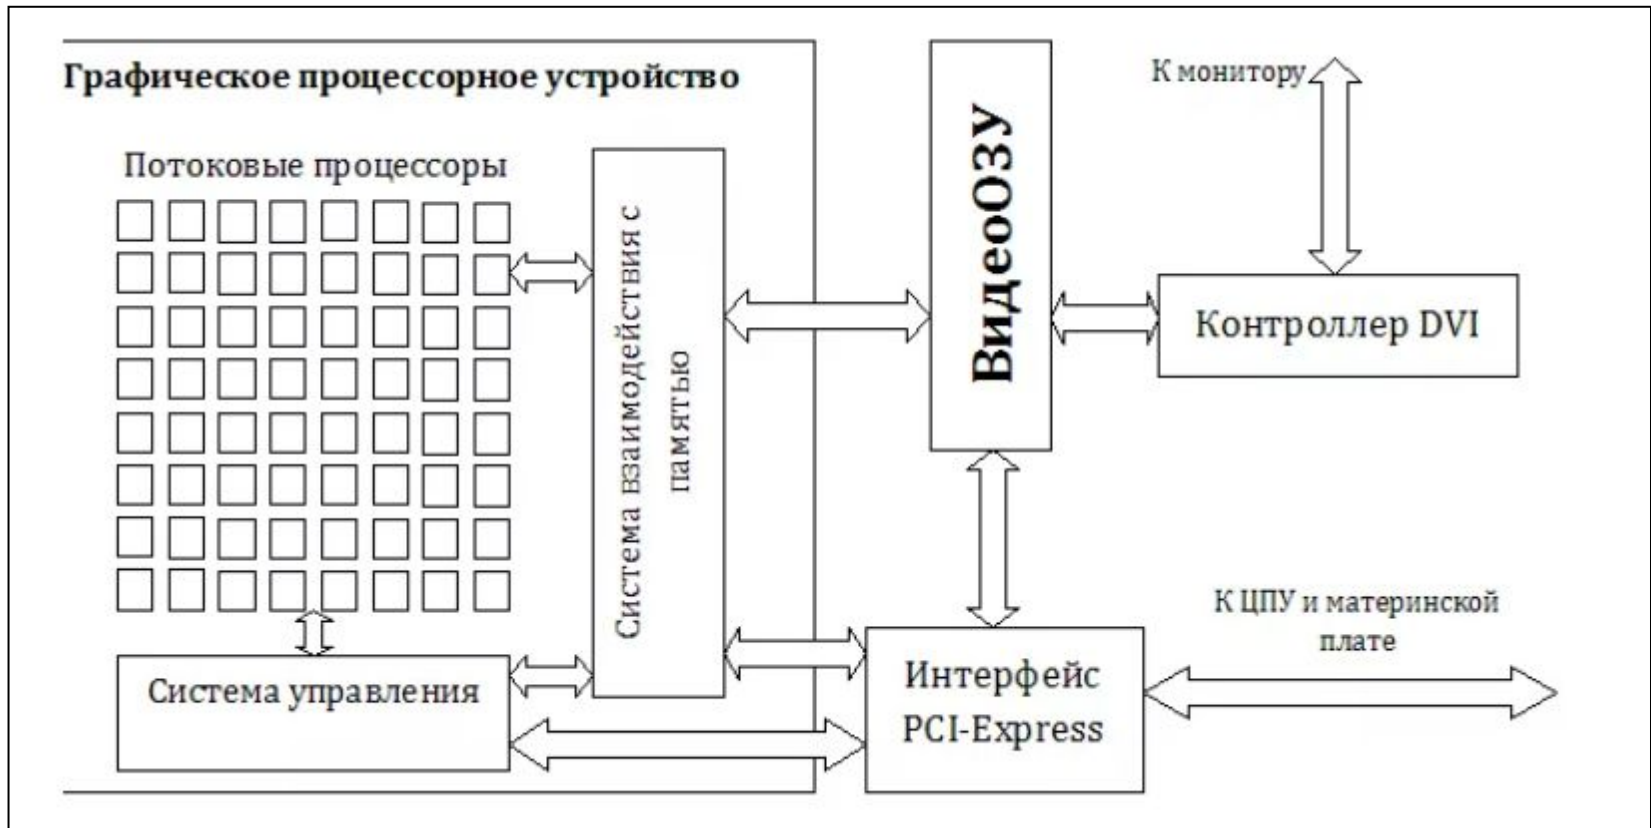 Графическое процессорное устройство
Потоковые процессоры
Система взаимодействия с
памятью
Система управления
ВидеоОЗУ
К монитору
Контроллер DVI
К ЦПУ и материнской
плате
Интерфейс
PCI-Express